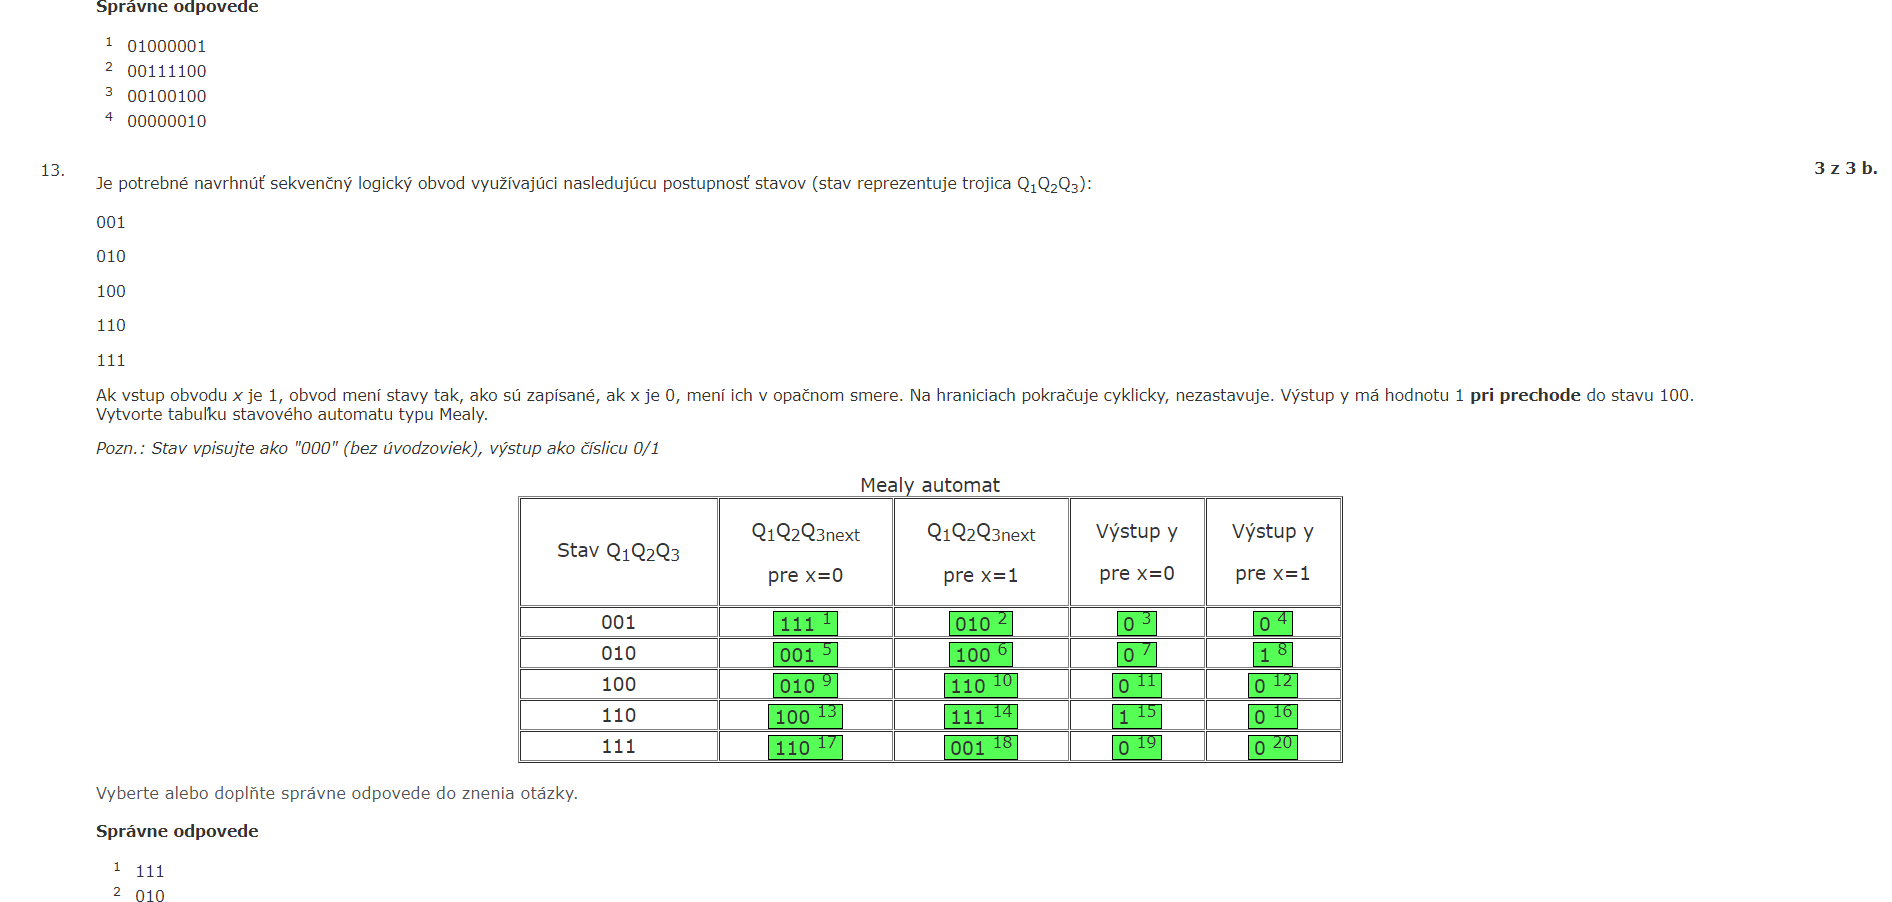 Správne odpovede
1 01000001
2 00111100
3 00100100
4 00000010
13.
3 z 3 b.
Je potrebné navrhnúť sekvenčný logický obvod využívajúci nasledujúcu postupnosť stavov (stav reprezentuje trojica Q1Q2Q3):
001
010
100
110
111
Ak vstup obvodu x je 1, obvod mení stavy tak, ako sú zapísané, ak x je 0, mení ich v opačnom smere. Na hraniciach pokračuje cyklicky, nezastavuje. Výstup y má hodnotu 1 pri prechode do stavu 100.
Vytvorte tabuľku stavového automatu typu Mealy.
Pozn.: Stav vpisujte ako "000" (bez úvodzoviek), výstup ako číslicu 0/1
Mealy automat
Stav Q1Q2Q3 Q1Q2Q3next pre x=0 Q1Q2Q3next pre x=1 Výstup y pre x=0 Výstup y pre x=1
001 111 1 010 2 0 3 0 4
010 001 5 100 6 0 7 1 8
100 010 9 110 10 0 11 0 12
110 100 13 111 14 1 15 0 16
111 110 17 001 18 0 19 0 20
Vyberte alebo doplňte správne odpovede do znenia otázky.
Správne odpovede
1 111
2 010